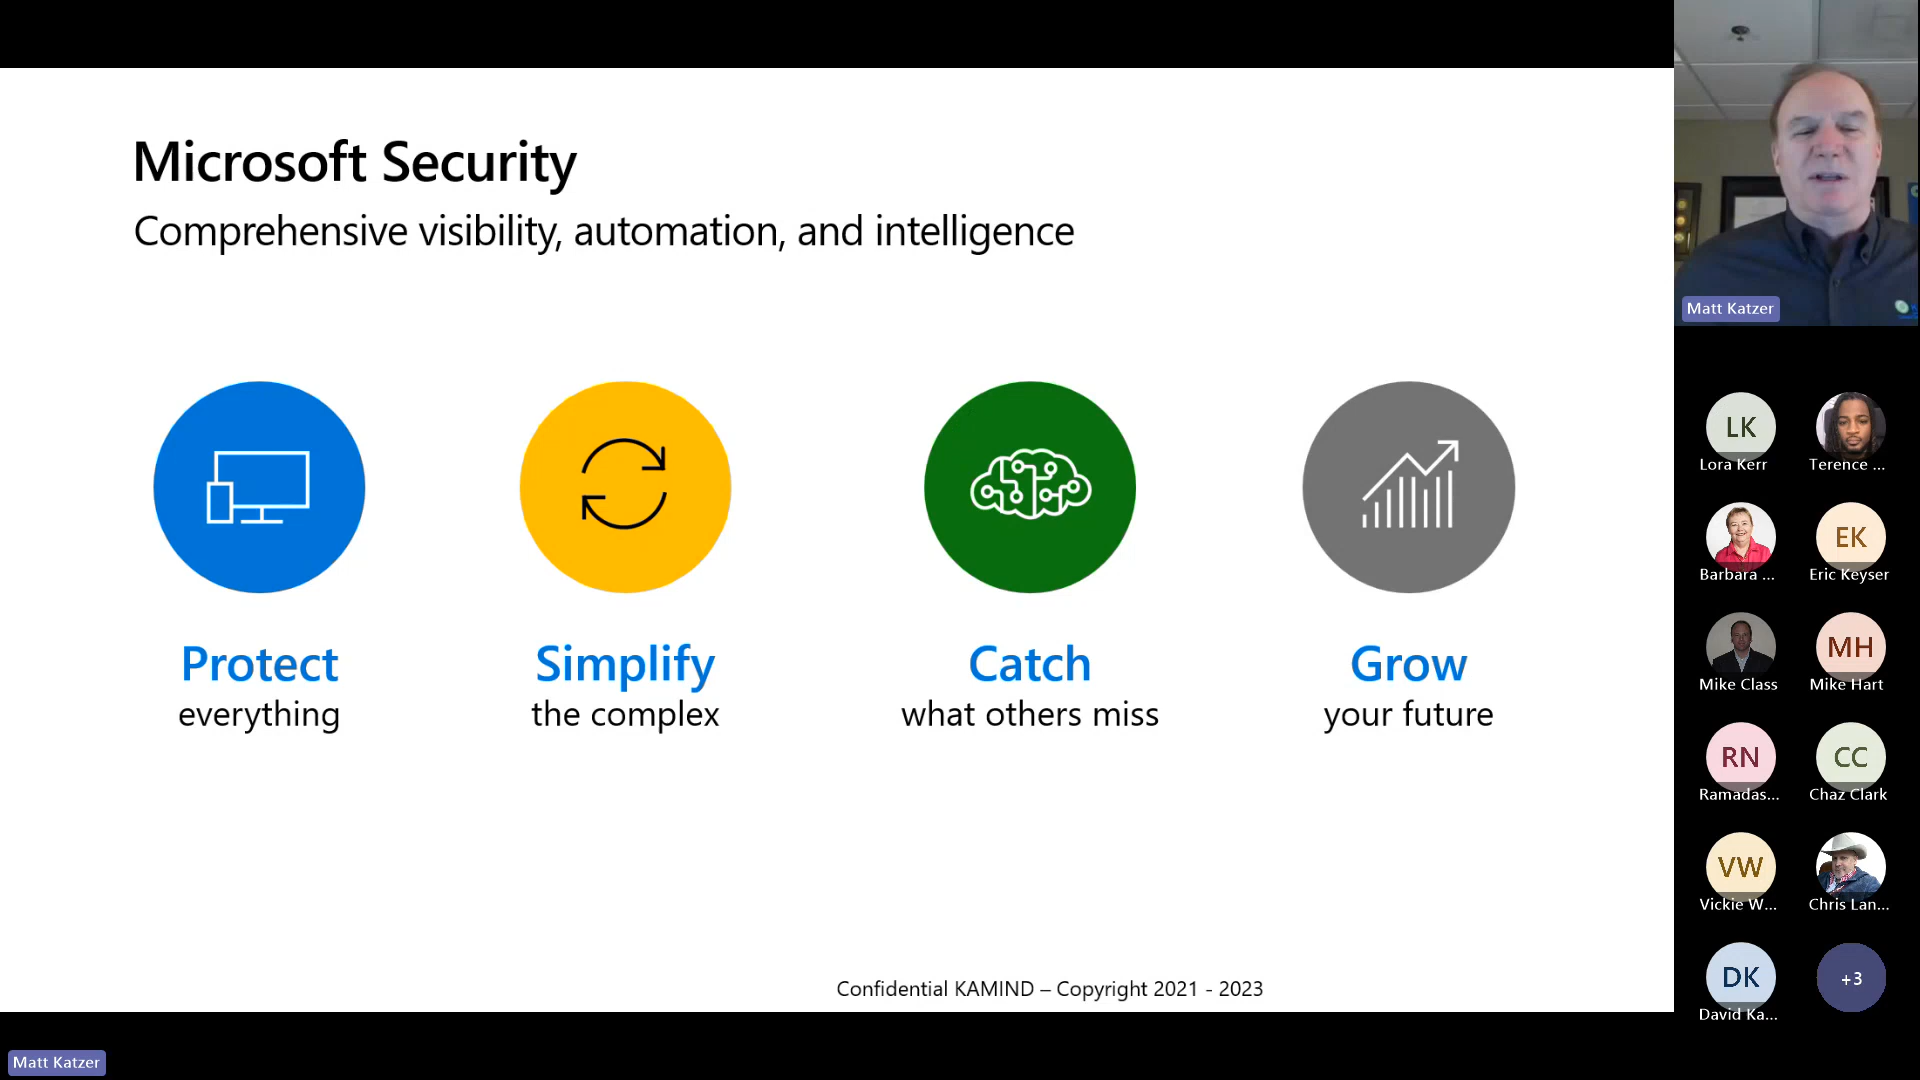 Microsoft Security
Comprehensive visibility, automation, and intelligence
Protect
everything
Simplify
the complex
Catch
what others miss
Grow
your future
Confidential KAMIND – Copyright 2021 - 2023
Matt Katzer
Matt Katzer
LK
Lora Kerr
Terence ...
Barbara ...
EK
Eric Keyser
Mike Class
MH
Mike Hart
RN
Ramadas...
CC
Chaz Clark
VW
Vickie W...
Chris Lan...
DK
David Ka...
+3